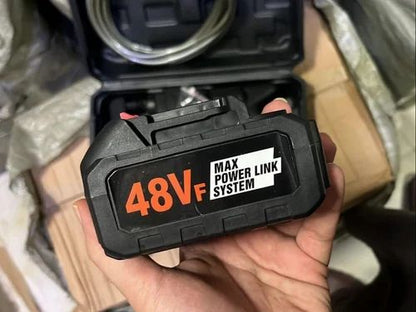 48VF
MAX
POWER LINK
SYSTEM